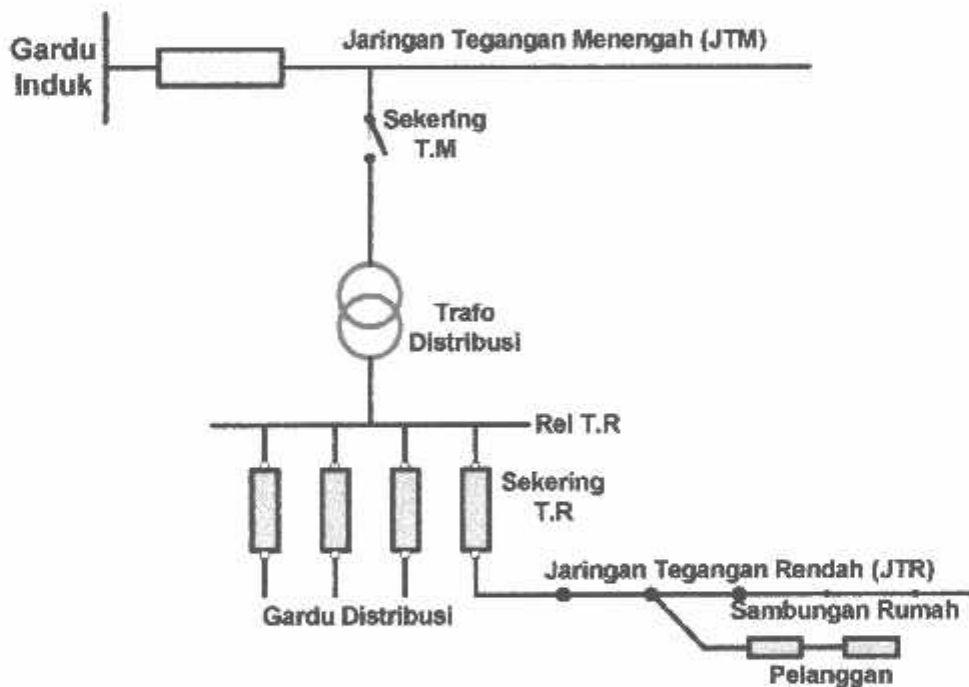 Gardu
Induk
Jaringan Tegangan Menengah (JTM)
Sekering
T.M
Trafo
Distribusi
Rel T.R
Sekering
T.R
Gardu Distribusi
Jaringan Tegangan Rendah (JTR)
Sambungan Rumah
Pelanggan